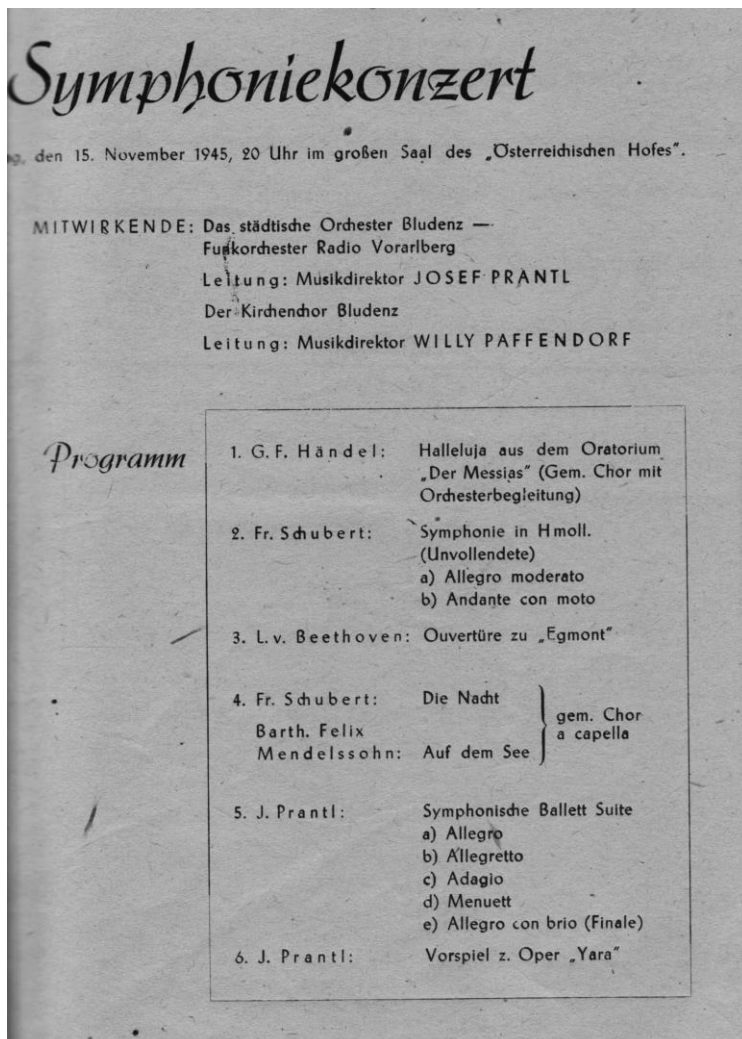 Symphoniekonzert
den 15. November 1945, 20 Uhr im großen Saal des „Österreichischen Hofes".
MITWIRKENDE: Das städtische Orchester Bludenz —
Funkorchester Radio Vorarlberg
Leitung: Musikdirektor JOSEF PRANTL
Der Kirchenchor Bludenz
Leitung: Musikdirektor WILLY PAFFENDORF
Programm
1. G. F. Händel: Halleluja aus dem Oratorium
„Der Messias" (Gem. Chor mit
Orchesterbegleitung)
2. Fr. Schubert: Symphonie in H moll.
(Unvollendete)
a) Allegro moderato
b) Andante con moto
3. L. v. Beethoven: Ouvertüre zu „Egmont"
4. Fr. Schubert: Die Nacht
gem. Chor
Barth. Felix
a capella
Mendelssohn: Auf dem See
5. J. Prantl: Symphonische Ballett Suite
a) Allegro
b) Allegretto
c) Adagio
d) Menuett
e) Allegro con brio (Finale)
6. J. Prantl: Vorspiel z. Oper „Yara"